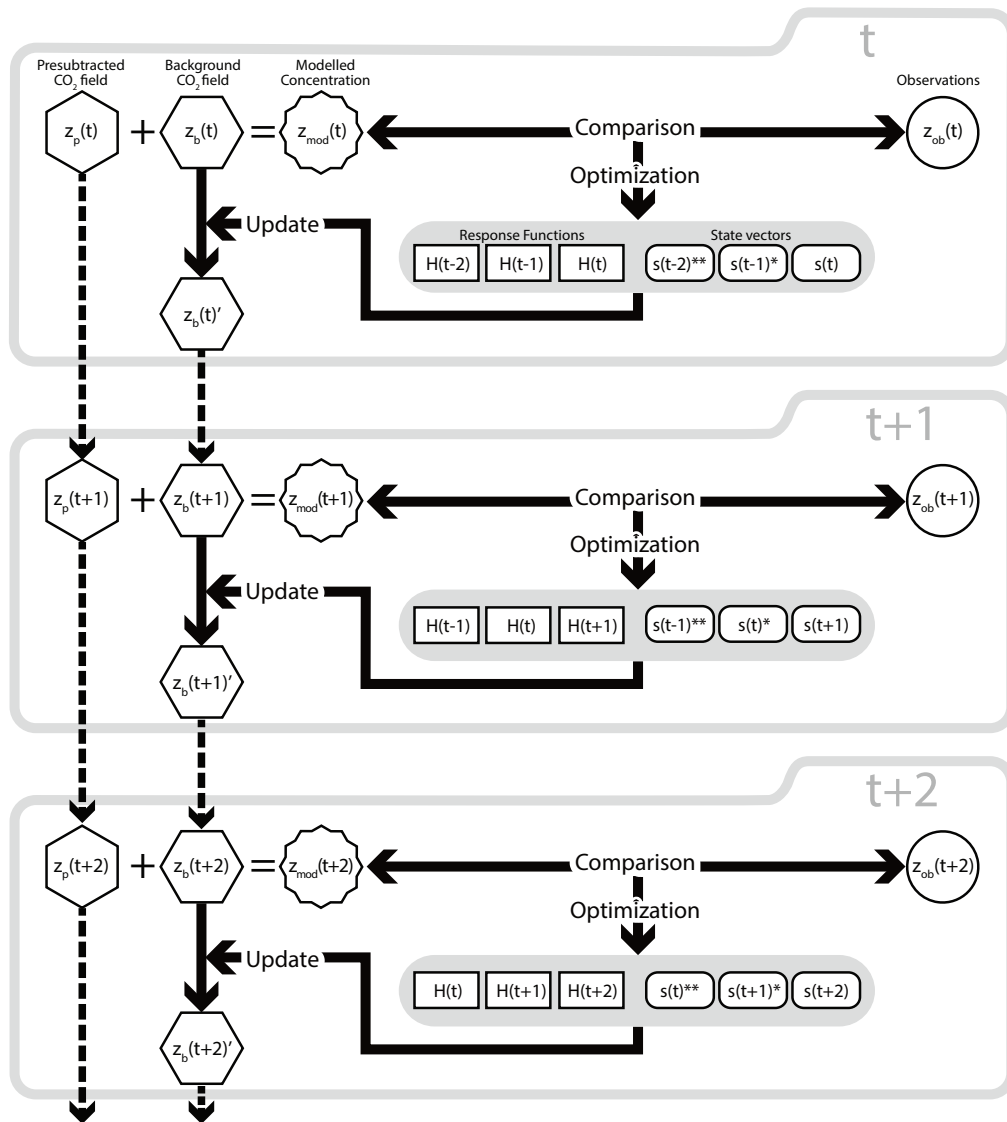 t
Presubtracted
CO2 field
Background
CO2 field
Modelled
Concentration
Observations
zp(t) + zb(t) = zmod(t)
Comparison
zob(t)
Optimization
Update
Response Functions
State vectors
H(t-2) H(t-1) H(t) s(t-2)** s(t-1)* s(t)
zb(t)′
t+1
zp(t+1) + zb(t+1) = zmod(t+1)
Comparison
zob(t+1)
Optimization
Update
H(t-1) H(t) H(t+1) s(t-1)** s(t)* s(t+1)
zb(t+1)′
t+2
zp(t+2) + zb(t+2) = zmod(t+2)
Comparison
zob(t+2)
Optimization
Update
H(t) H(t+1) H(t+2) s(t)** s(t+1)* s(t+2)
zb(t+2)′